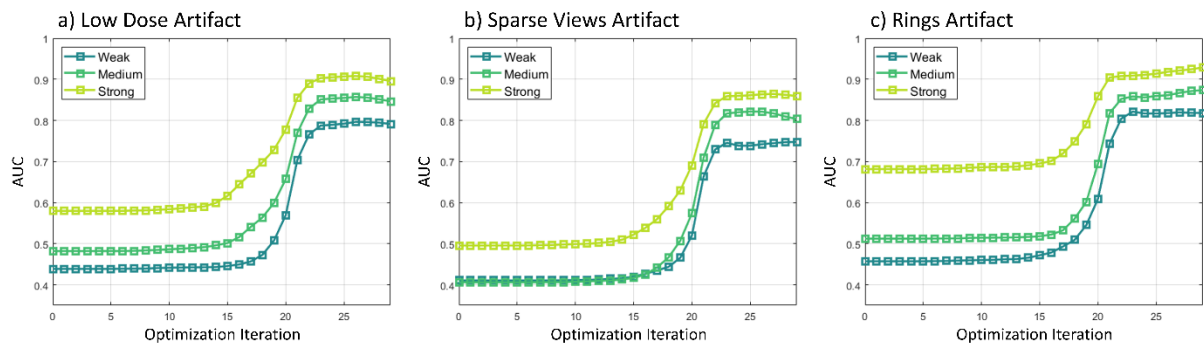 a) Low Dose Artifact
1
0.9
0.8
0.7
0.6
0.5
0.4
AUC
Weak
Medium
Strong
0 5 10 15 20 25
Optimization Iteration
b) Sparse Views Artifact
1
0.9
0.8
0.7
0.6
0.5
0.4
AUC
Weak
Medium
Strong
0 5 10 15 20 25
Optimization Iteration
c) Rings Artifact
1
0.9
0.8
0.7
0.6
0.5
0.4
AUC
Weak
Medium
Strong
0 5 10 15 20 25
Optimization Iteration